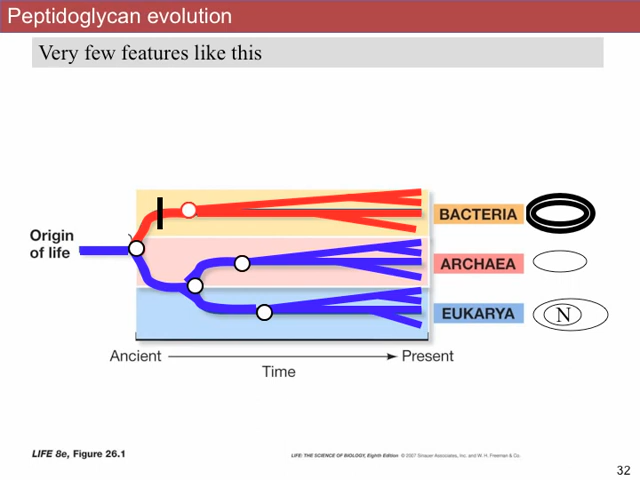 Peptidoglycan evolution
Very few features like this
Origin
of life
BACTERIA
ARCHAEA
EUKARYA
N
Ancient
Present
Time
LIFE 8e, Figure 26.1
LIFE: THE SCIENCE OF BIOLOGY, Eighth Edition © 2007 Sinauer Associates, Inc. and W. H. Freeman & Co.
32